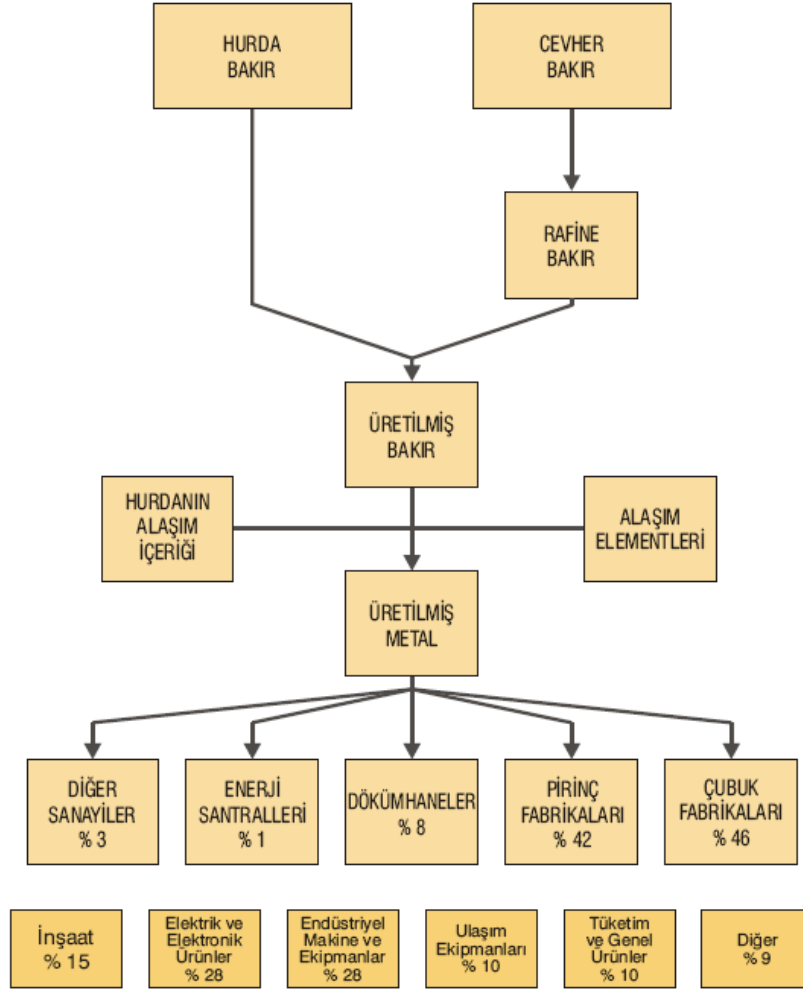 HURDA
BAKIR
CEVHER
BAKIR
RAFİNE
BAKIR
ÜRETİLMİŞ
BAKIR
HURDANIN
ALAŞIM
İÇERİĞİ
ALAŞIM
ELEMENTLERİ
ÜRETİLMİŞ
METAL
DİĞER
SANAYİLER
% 3
ENERJİ
SANTRALLERİ
% 1
DÖKÜMHANELER
% 8
PİRİNÇ
FABRİKALARI
% 42
ÇUBUK
FABRİKALARI
% 46
İnşaat
% 15
Elektrik ve
Elektronik
Ürünler
% 28
Endüstriyel
Makine ve
Ekipmanlar
% 28
Ulaşım
Ekipmanları
% 10
Tüketim
ve Genel
Ürünler
% 10
Diğer
% 9